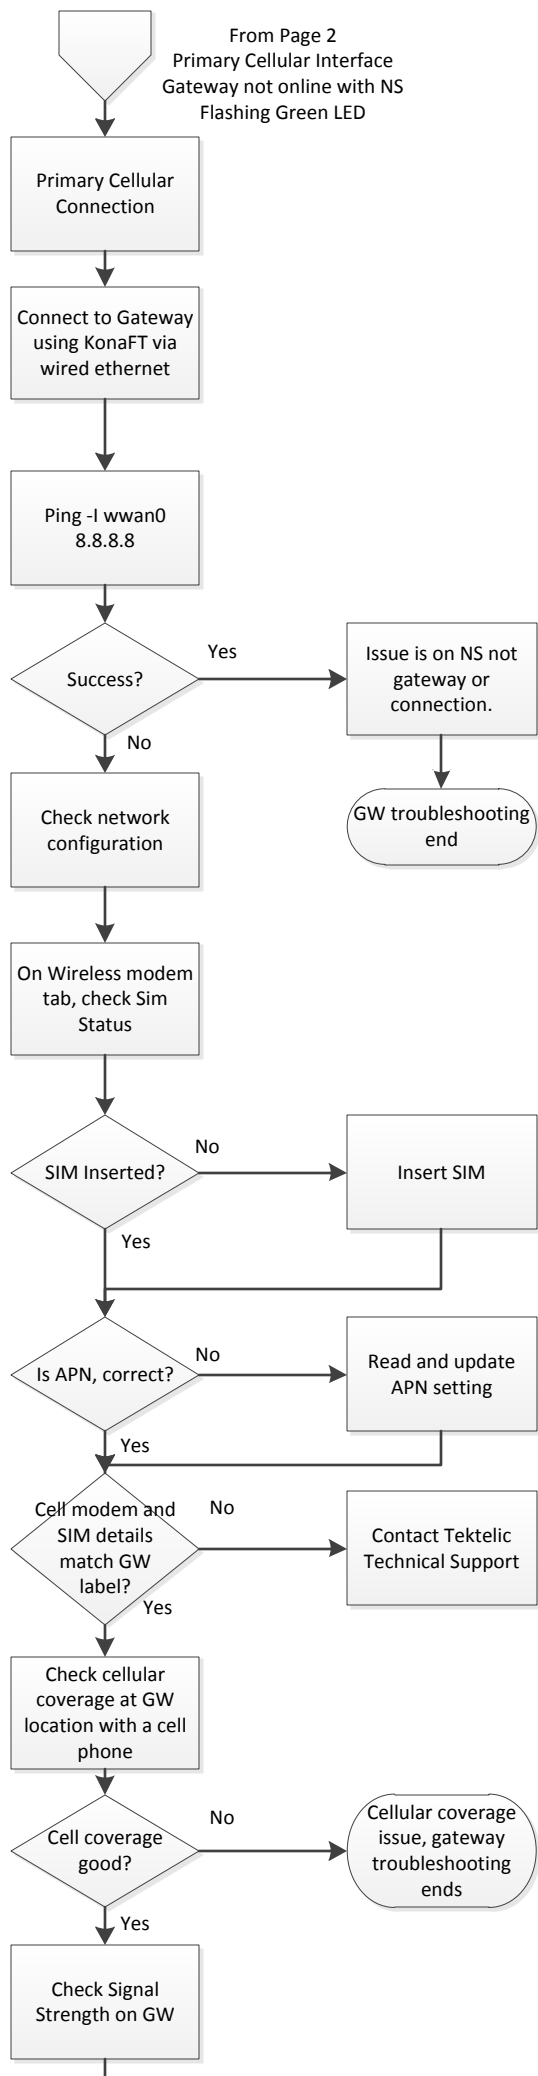 From Page 2
Primary Cellular Interface
Gateway not online with NS
Flashing Green LED
Primary Cellular
Connection
Connect to Gateway
using KonaFT via
wired ethernet
Ping -I wwan0
8.8.8.8
Success?
Yes
Issue is on NS not
gateway or
connection.
No
GW troubleshooting
end
Check network
configuration
On Wireless modem
tab, check Sim
Status
SIM Inserted?
No
Insert SIM
Yes
Is APN, correct?
No
Read and update
APN setting
Yes
Cell modem and
SIM details
match GW
label?
No
Contact Tektelic
Technical Support
Yes
Check cellular
coverage at GW
location with a cell
phone
Cell coverage
good?
No
Cellular coverage
issue, gateway
troubleshooting
ends
Yes
Check Signal
Strength on GW